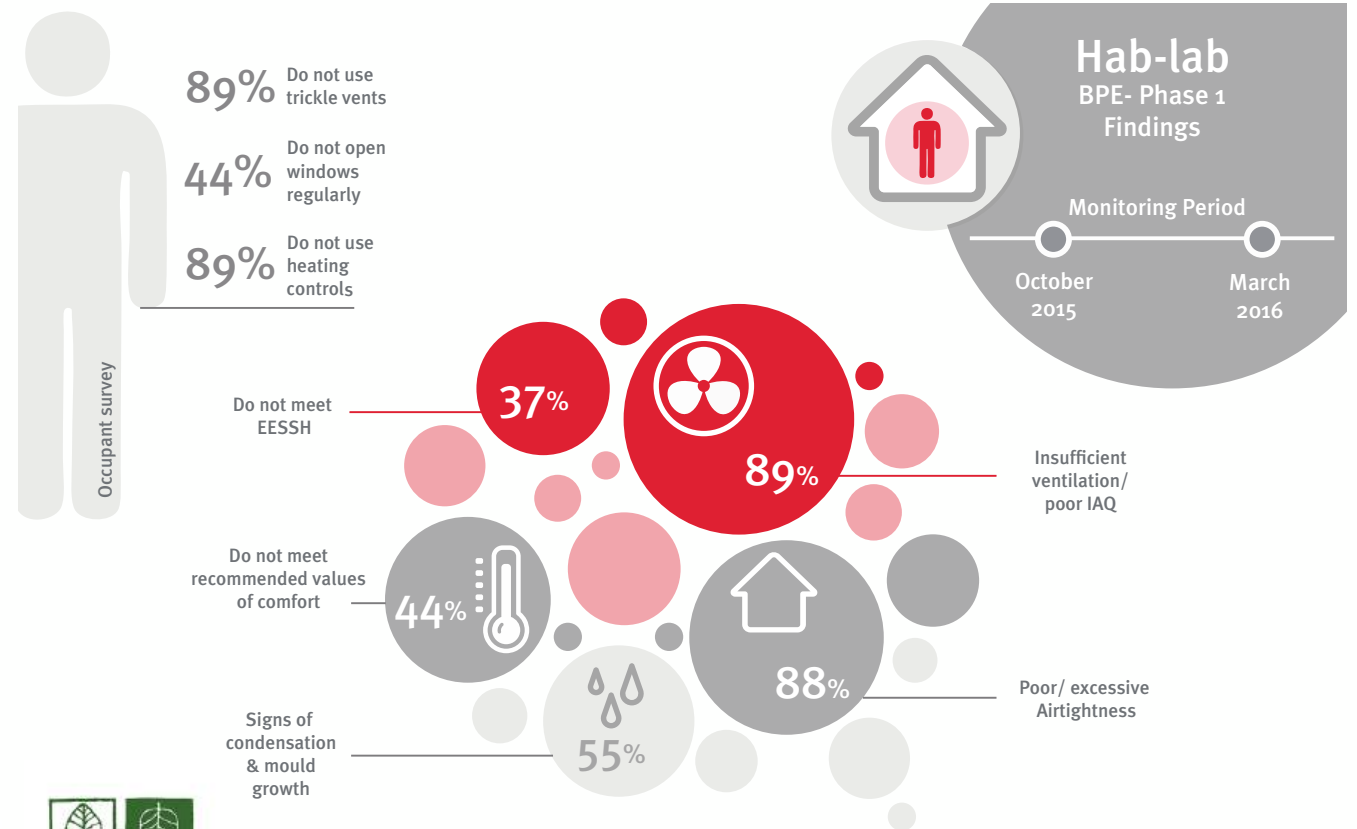 Hab-lab
BPE- Phase 1
Findings
Monitoring Period
October
2015
March
2016
89%
Do not use
trickle vents
44%
Do not open
windows
regularly
89%
Do not use
heating
controls
Occupant survey
Do not meet
EESSH
37%
89%
Insufficient
ventilation/
poor IAQ
Do not meet
recommended values
of comfort
44%
88%
Poor/ excessive
Airtightness
Signs of
condensation
& mould
growth
55%